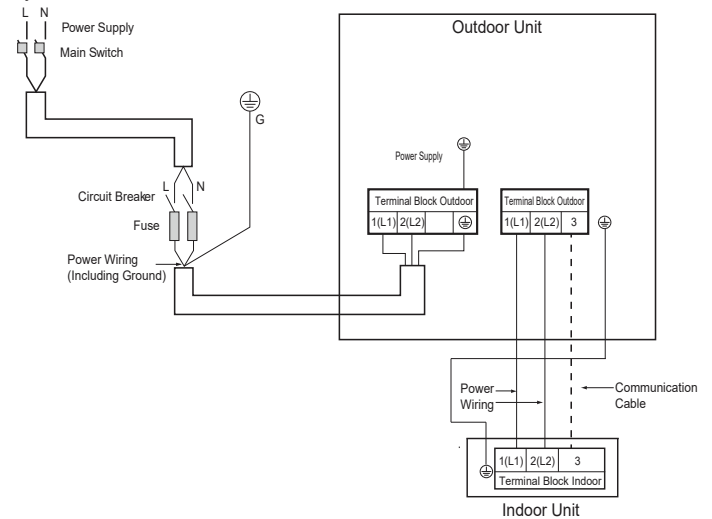 L N
Power Supply
Main Switch
Outdoor Unit
G
Power Supply
L N
Circuit Breaker
Fuse
Terminal Block Outdoor
1(L1) 2(L2)
Terminal Block Outdoor
1(L1) 2(L2) 3
Power Wiring
(Including Ground)
Power
Wiring
Communication
Cable
1(L1) 2(L2) 3
Terminal Block Indoor
Indoor Unit